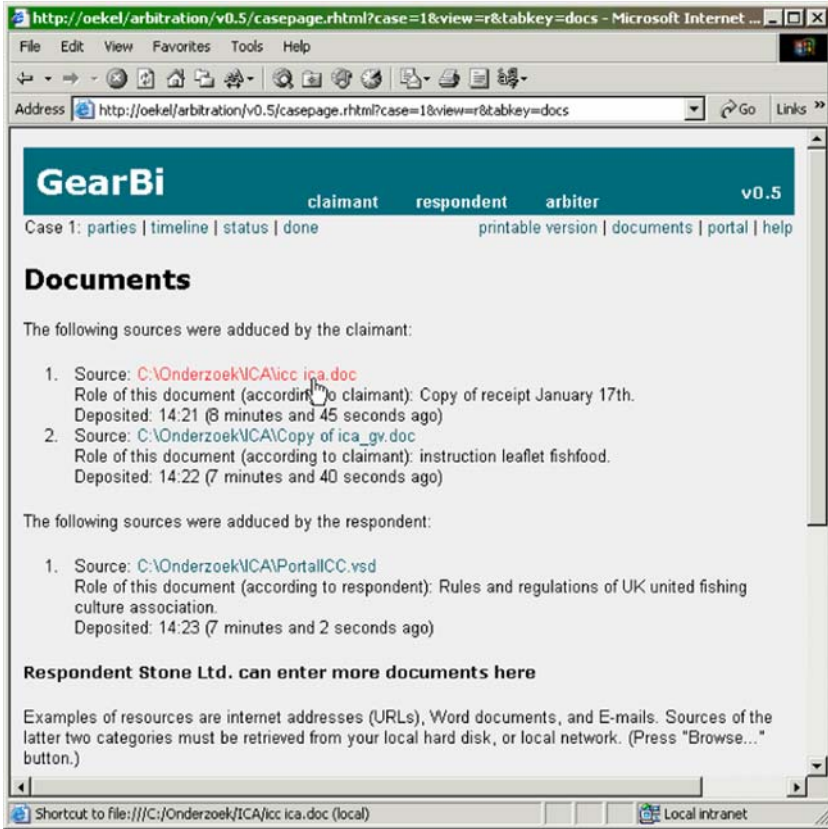 http://oekel/arbitration/v0.5/casepage.rhtml?case=1&view=r&tabkey=docs - Microsoft Internet ...
File Edit View Favorites Tools Help
Address http://oekel/arbitration/v0.5/casepage.rhtml?case=1&view=r&tabkey=docs Go Links »
GearBi claimant respondent arbiter v0.5
Case 1: parties | timeline | status | done printable version | documents | portal | help
Documents
The following sources were adduced by the claimant:
1. Source: C:\Onderzoek\ICA\icc ica.doc
Role of this document (according to claimant): Copy of receipt January 17th.
Deposited: 14:21 (8 minutes and 45 seconds ago)
2. Source: C:\Onderzoek\ICA\Copy of ica_gv.doc
Role of this document (according to claimant): instruction leaflet fishfood.
Deposited: 14:22 (7 minutes and 40 seconds ago)
The following sources were adduced by the respondent:
1. Source: C:\Onderzoek\ICA\PortalICC.vsd
Role of this document (according to respondent): Rules and regulations of UK united fishing
culture association.
Deposited: 14:23 (7 minutes and 2 seconds ago)
Respondent Stone Ltd. can enter more documents here
Examples of resources are internet addresses (URLs), Word documents, and E-mails. Sources of the
latter two categories must be retrieved from your local hard disk, or local network. (Press "Browse..."
button.)
Shortcut to file:///C:/Onderzoek/ICA/icc ica.doc (local) Local intranet